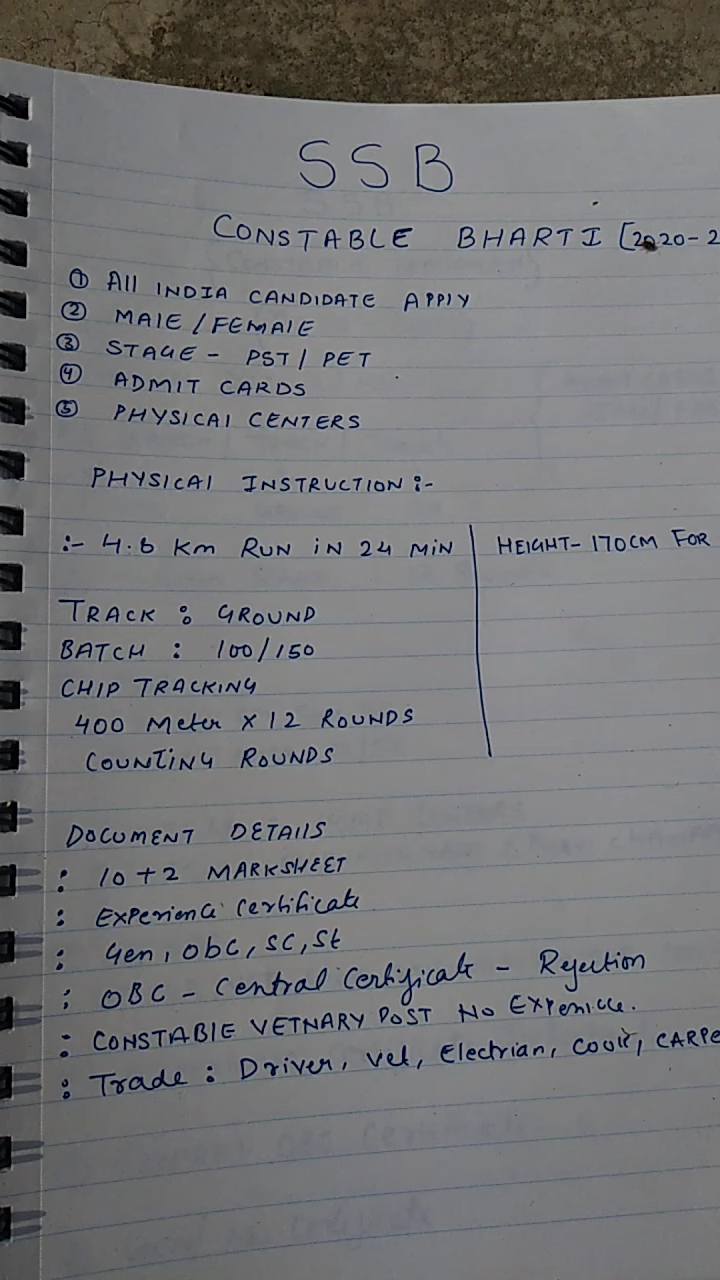 SSB
CONSTABLE BHARTI [2020-2
① All INDIA CANDIDATE APPlY
② MAlE / FEMAlE
③ STAGE - PST / PET
④ ADMIT CARDS
⑤ PHYSICAl CENTERS
PHYSICAl INSTRUCTION :-
:- 4.8 Km RUN iN 24 MiN
HEIGHT- 170CM FOR
TRACK : GROUND
BATCH : 100/150
CHIP TRACKING
400 Meter X 12 ROUNDS
COUNTiNG ROUNDS
DOCUMENT DETAIlS
: 10+2 MARKSHEET
: Experience Certificate
: Gen, Obc, SC, St
: OBC - Central Certificate - Rejection
: CONSTABlE VETNARY POST No EXPenicce.
: Trade : Driver, vet, Electrian, Cook, CARPE